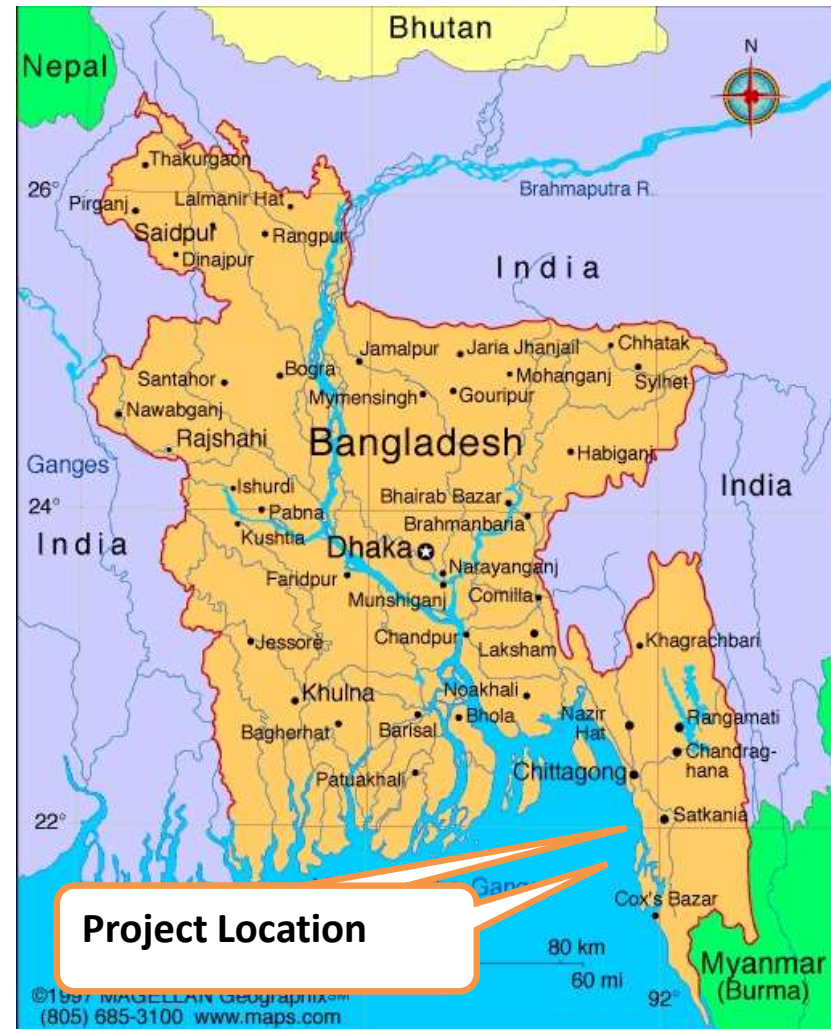 Bhutan
Nepal
N
Thakurgaon
26°
Lalmanir Hat
Brahmaputra R.
Pirganj
Saidpur
Rangpur
Dinajpur
India
Jamalpur
Jaria Jhanjail
Chhatak
Santahor
Bogra
Mohanganj
Sylhet
Mymensingh
Gouripur
Nawabganj
Rajshahi
Bangladesh
Habiganj
Ganges
Ishurdi
Bhairab Bazar
India
24°
Pabna
Brahmanbaria
India
Kushtia
Dhaka
Narayanganj
Faridpur
Munshiganj
Comilla
Jessore
Chandpur
Laksham
Khagrachbari
Khulna
Noakhali
Nazir
Hat
Rangamati
Bagherhat
Barisal
Bhola
Chandrag-
hana
Patuakhali
Chittagong
22°
Satkania
Cox's Bazar
Project Location
80 km
60 mi
Myanmar
(Burma)
92°
©1997 MAGELLAN Geographix℠
(805) 685-3100 www.maps.com